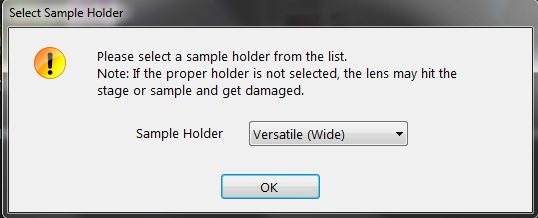 Select Sample Holder
Please select a sample holder from the list.
Note: If the proper holder is not selected, the lens may hit the
stage or sample and get damaged.
Sample Holder Versatile (Wide)
OK